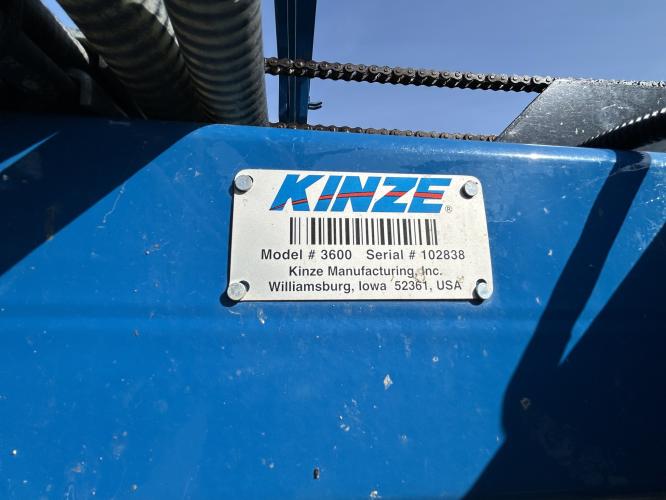 KINZE®
Model # 3600 Serial # 102838
Kinze Manufacturing, Inc.
Williamsburg, Iowa 52361, USA